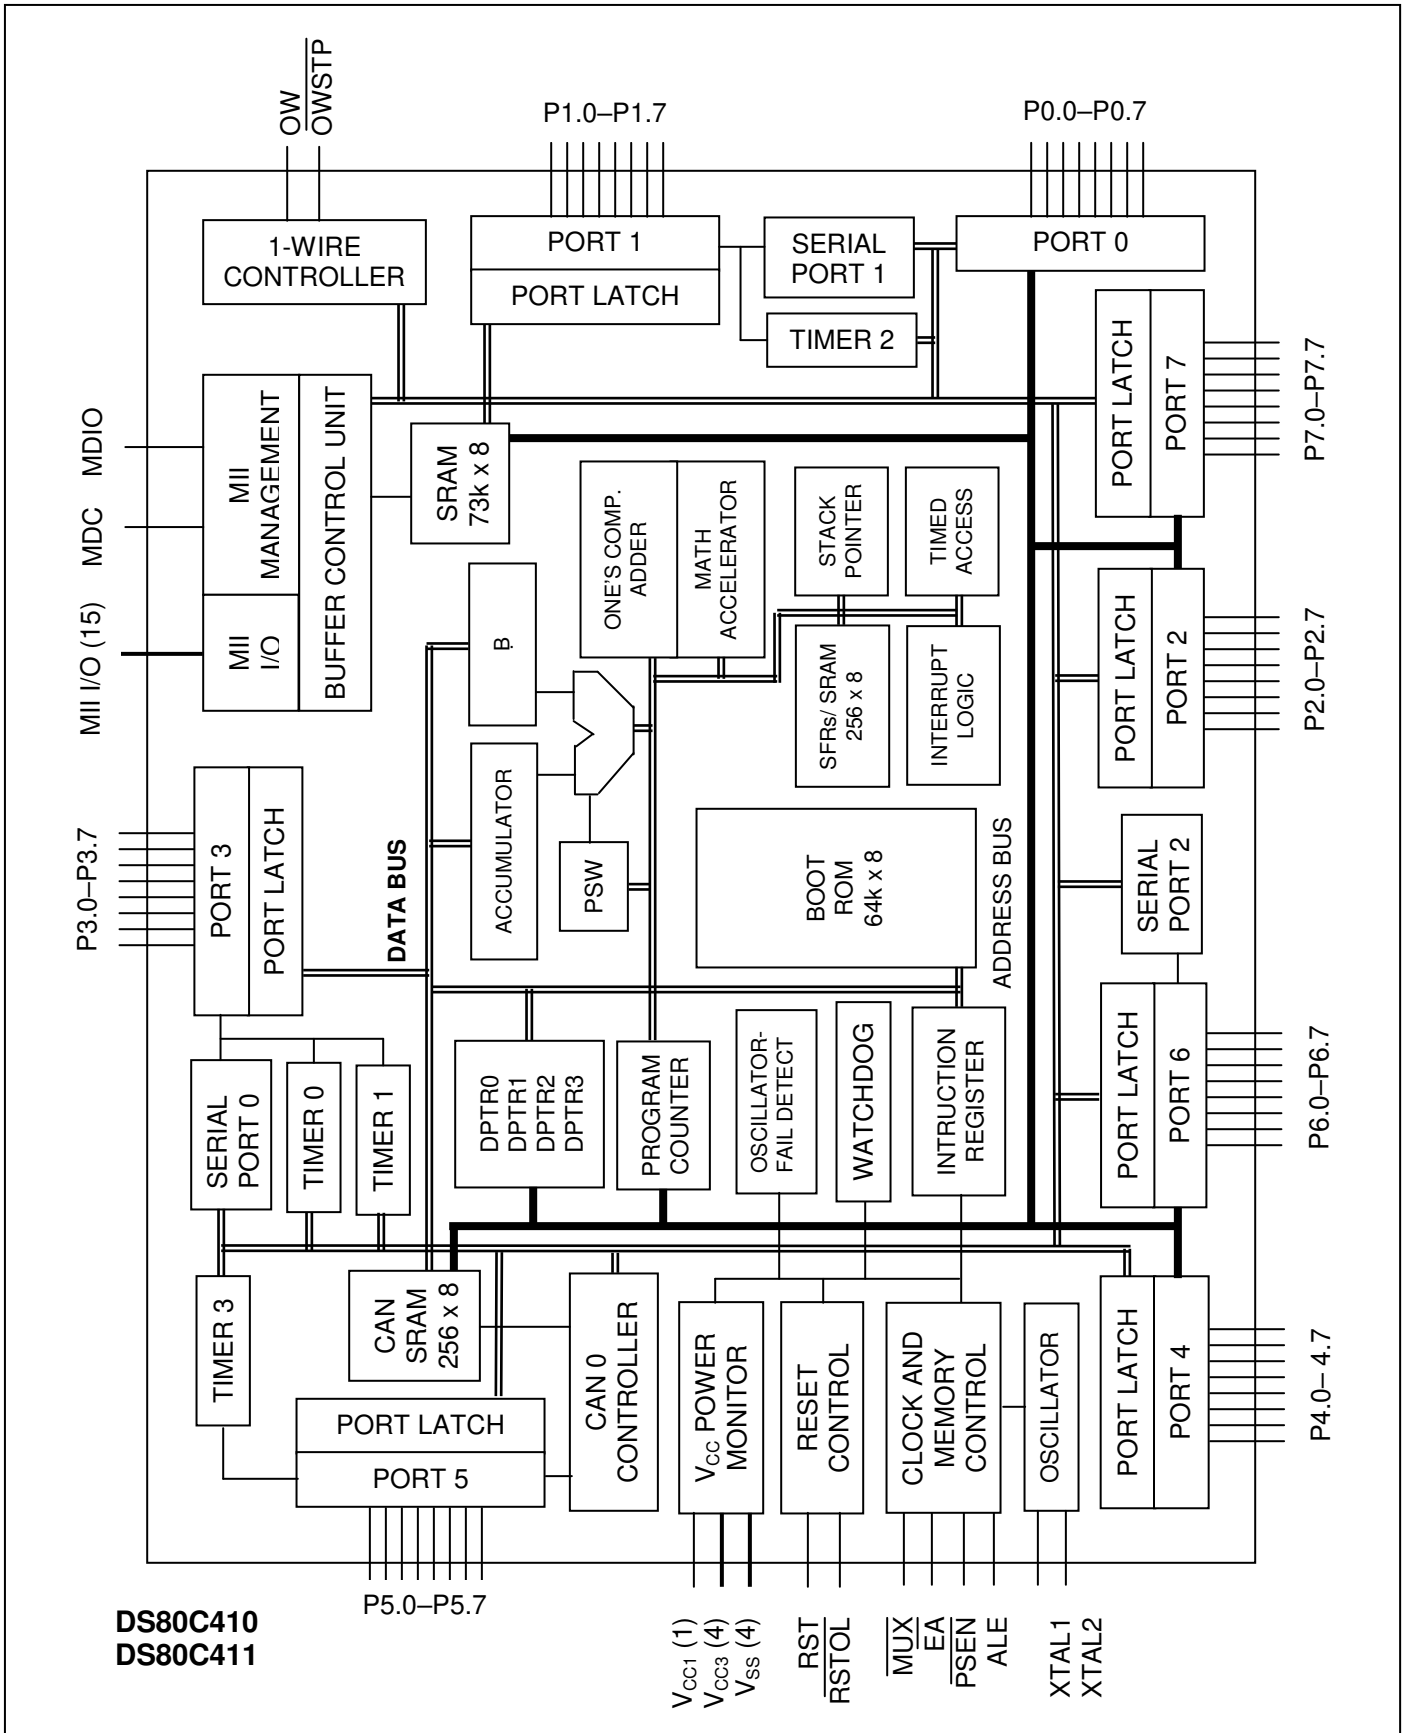 OW
OWSTP
P1.0–P1.7
P0.0–P0.7
1-WIRE
CONTROLLER
PORT 1
PORT LATCH
SERIAL
PORT 1
TIMER 2
PORT 0
PORT LATCH
PORT 7
P7.0–P7.7
MDIO
MDC
MII I/O (15)
MII
MANAGEMENT
MII
I/O
BUFFER CONTROL UNIT
SRAM
73k x 8
ONE'S COMP.
ADDER
MATH
ACCELERATOR
STACK
POINTER
TIMED
ACCESS
B
SFRs/ SRAM
256 x 8
INTERRUPT
LOGIC
PORT LATCH
PORT 2
P2.0–P2.7
P3.0–P3.7
PORT 3
PORT LATCH
DATA BUS
ACCUMULATOR
PSW
BOOT
ROM
64k x 8
ADDRESS BUS
SERIAL
PORT 2
SERIAL
PORT 0
TIMER 0
TIMER 1
DPTR0
DPTR1
DPTR2
DPTR3
PROGRAM
COUNTER
OSCILLATOR-
FAIL DETECT
WATCHDOG
INTRUCTION
REGISTER
PORT LATCH
PORT 6
P6.0–P6.7
TIMER 3
CAN
SRAM
256 x 8
CAN 0
CONTROLLER
VCC POWER
MONITOR
RESET
CONTROL
CLOCK AND
MEMORY
CONTROL
OSCILLATOR
PORT LATCH
PORT 4
P4.0– 4.7
PORT LATCH
PORT 5
P5.0–P5.7
VCC1 (1)
VCC3 (4)
VSS (4)
RST
RSTOL
MUX
EA
PSEN
ALE
XTAL1
XTAL2
DS80C410
DS80C411